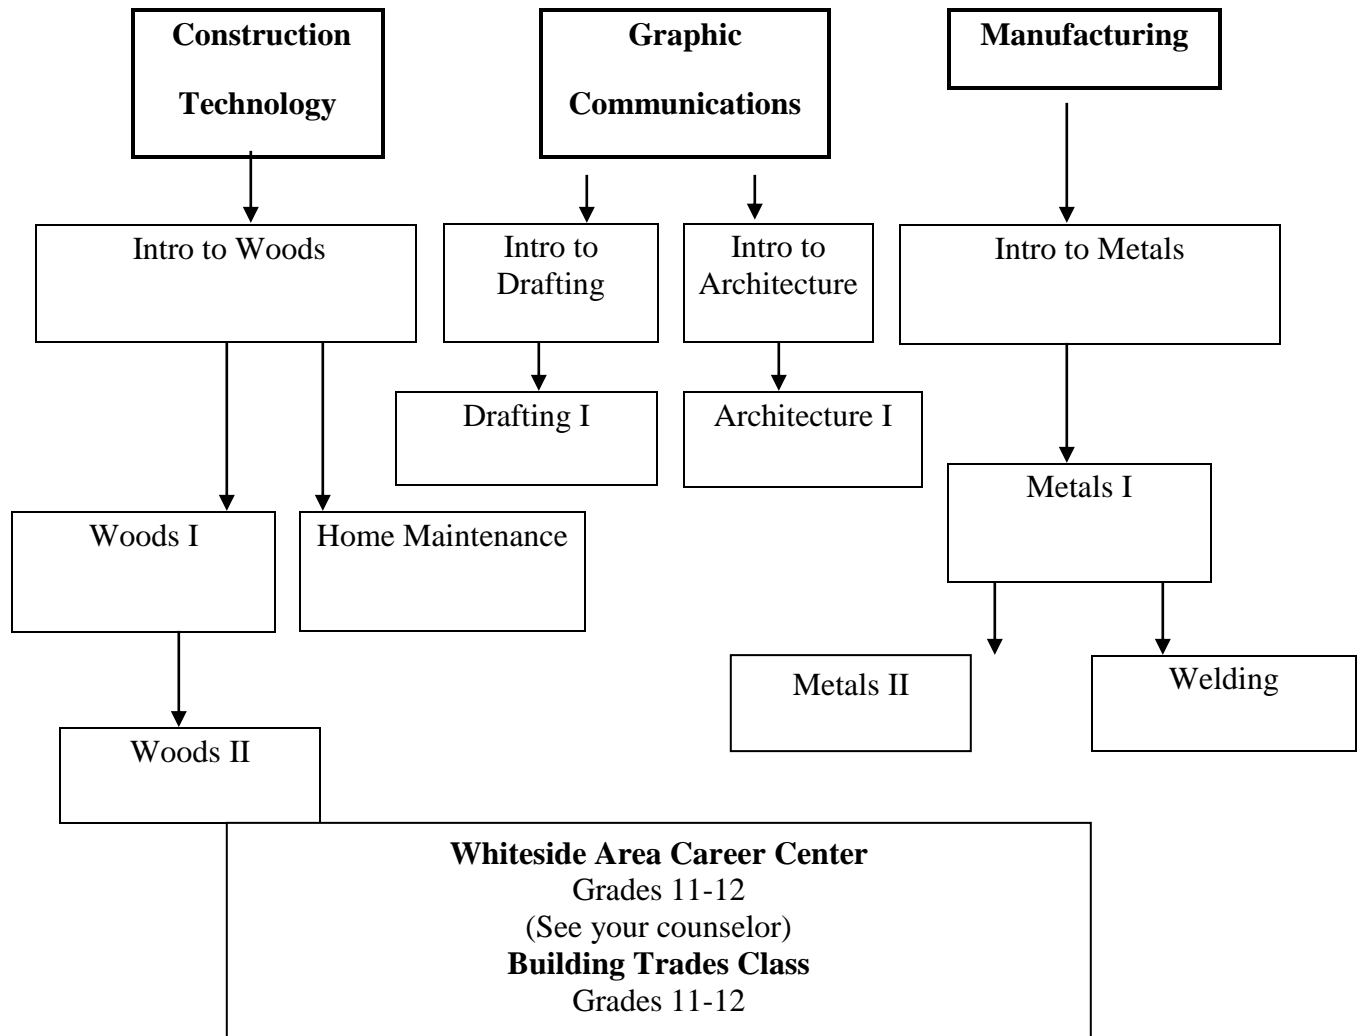 Construction
Technology
Graphic
Communications
Manufacturing
Intro to Woods
Intro to
Drafting
Intro to
Architecture
Intro to Metals
Drafting I
Architecture I
Metals I
Woods I
Home Maintenance
Metals II
Welding
Woods II
Whiteside Area Career Center
Grades 11-12
(See your counselor)
Building Trades Class
Grades 11-12